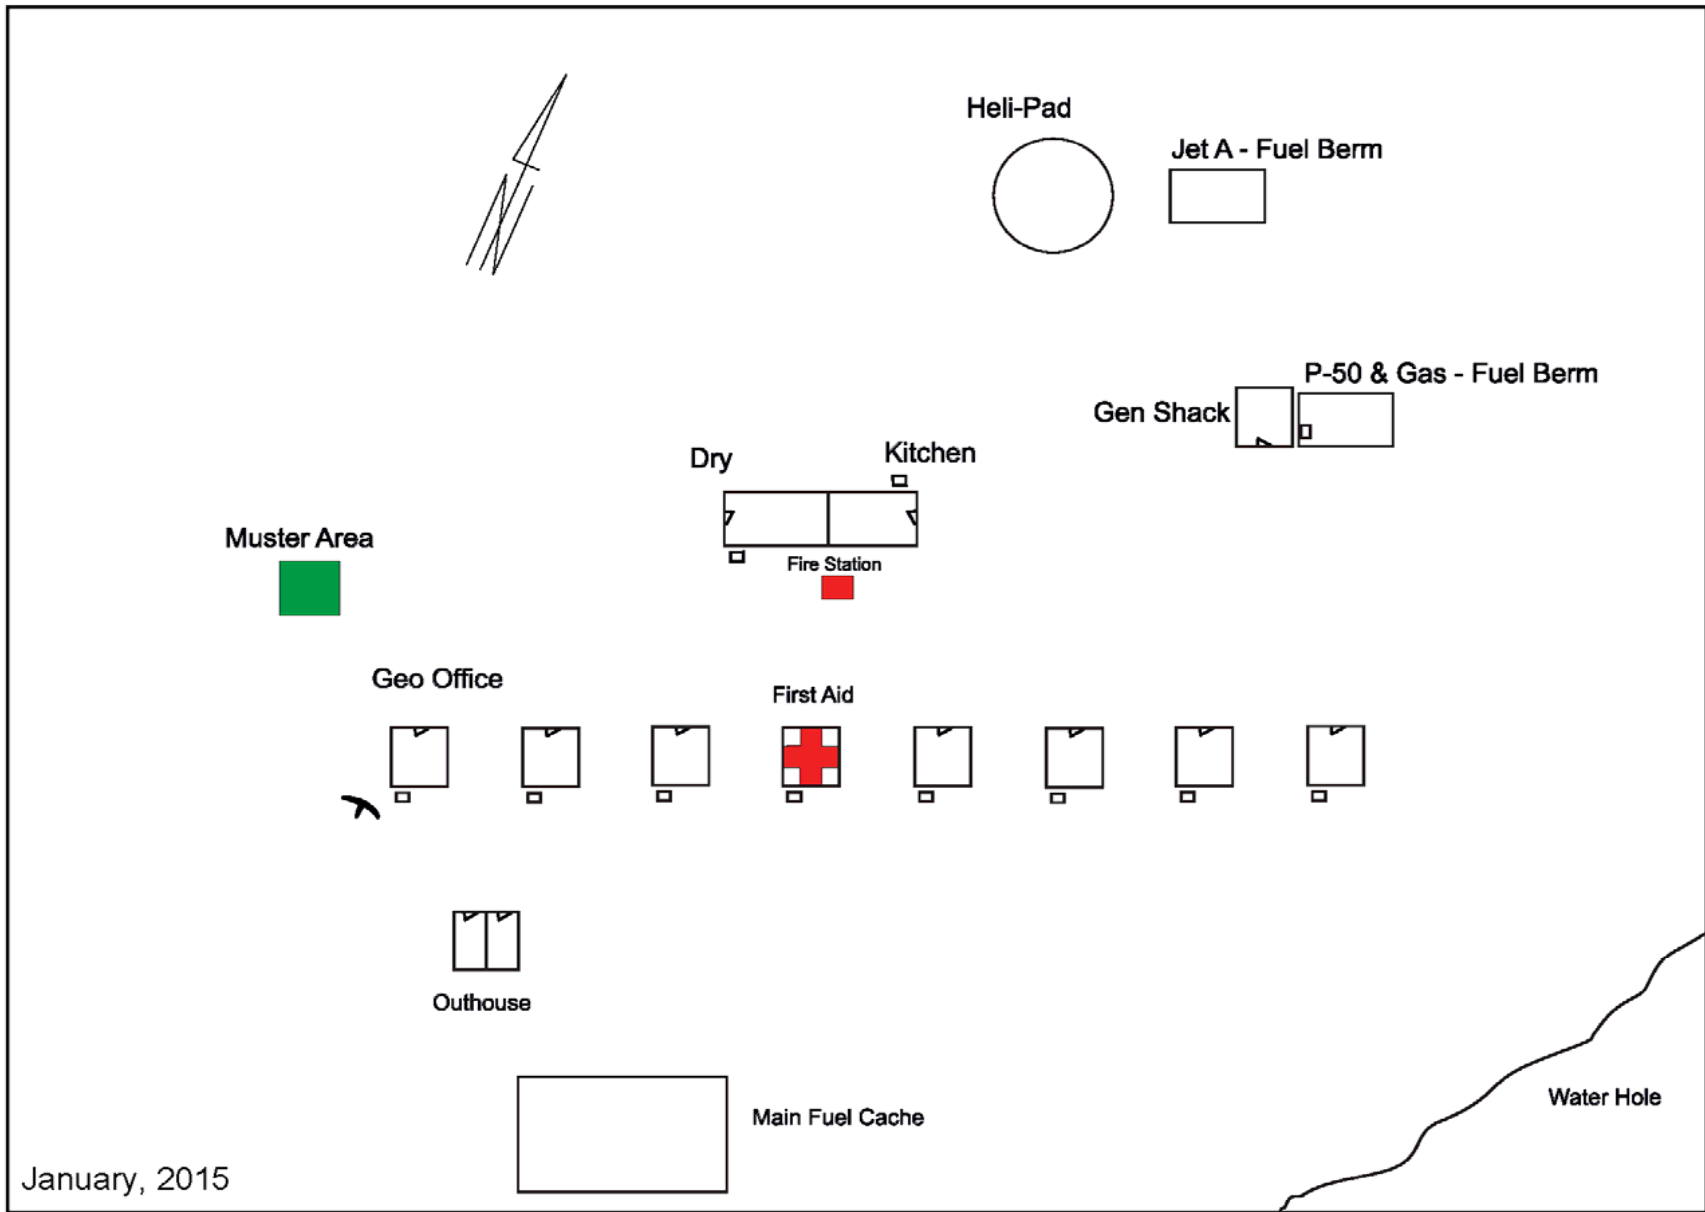 Heli-Pad
Jet A - Fuel Berm
N
P-50 & Gas - Fuel Berm
Gen Shack
Dry
Kitchen
Muster Area
Fire Station
Geo Office
First Aid
Outhouse
Main Fuel Cache
Water Hole
January, 2015